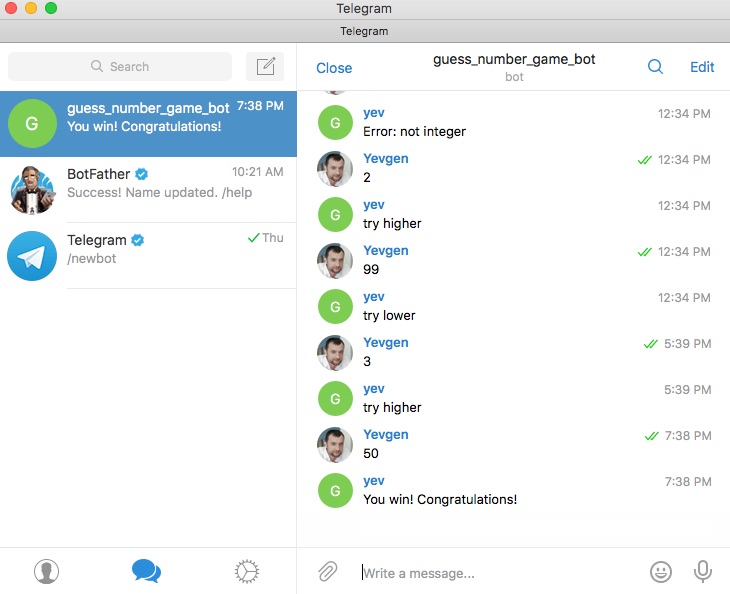 Telegram
Telegram
Search
guess_number_game_bot 7:38 PM
You win! Congratulations!
BotFather 10:21 AM
Success! Name updated. /help
Telegram Thu
/newbot
Close
guess_number_game_bot
bot
Edit
yev 12:34 PM
Error: not integer
Yevgen 12:34 PM
2
yev 12:34 PM
try higher
Yevgen 12:34 PM
99
yev 12:34 PM
try lower
Yevgen 5:39 PM
3
yev 5:39 PM
try higher
Yevgen 7:38 PM
50
yev 7:38 PM
You win! Congratulations!
Write a message...
G
G
G
G
G
G